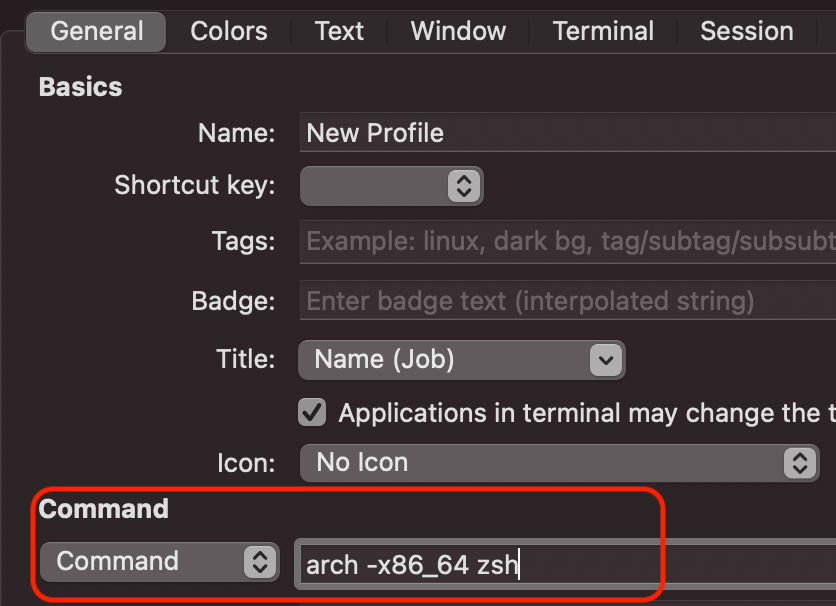 General Colors Text Window Terminal Session
Basics
Name: New Profile
Shortcut key:
Tags: Example: linux, dark bg, tag/subtag/subsubt
Badge: Enter badge text (interpolated string)
Title: Name (Job)
Applications in terminal may change the t
Icon: No Icon
Command
Command arch -x86_64 zsh